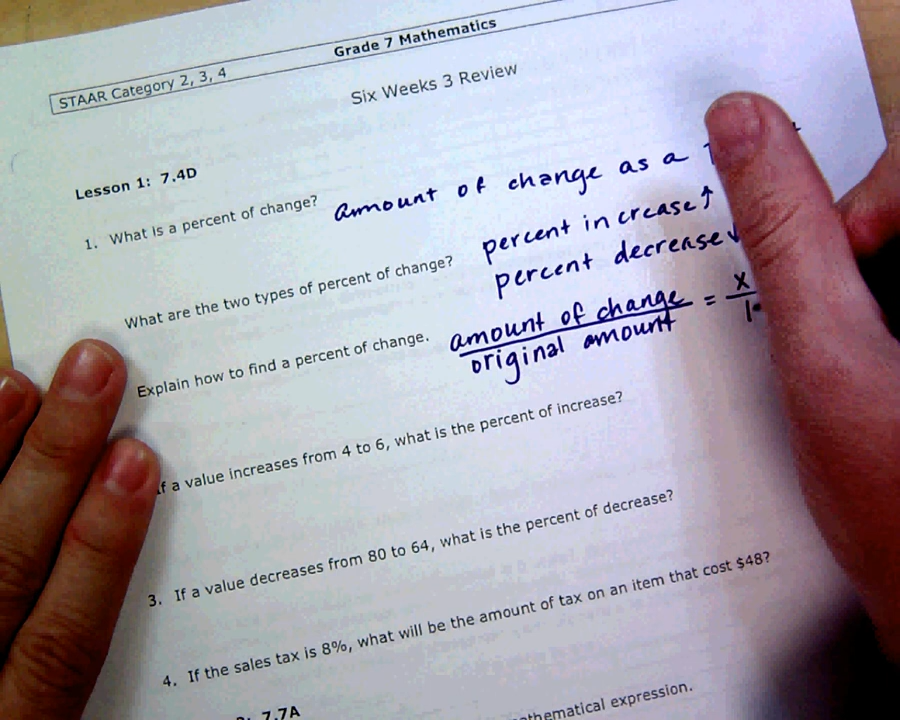 Grade 7 Mathematics
STAAR Category 2, 3, 4
Six Weeks 3 Review
Lesson 1: 7.4D
1. What is a percent of change? amount of change as a
What are the two types of percent of change? percent increase ↑
percent decrease
Explain how to find a percent of change. amount of change = x
original amount
If a value increases from 4 to 6, what is the percent of increase?
3. If a value decreases from 80 to 64, what is the percent of decrease?
4. If the sales tax is 8%, what will be the amount of tax on an item that cost $48?
7.7A
mathematical expression.